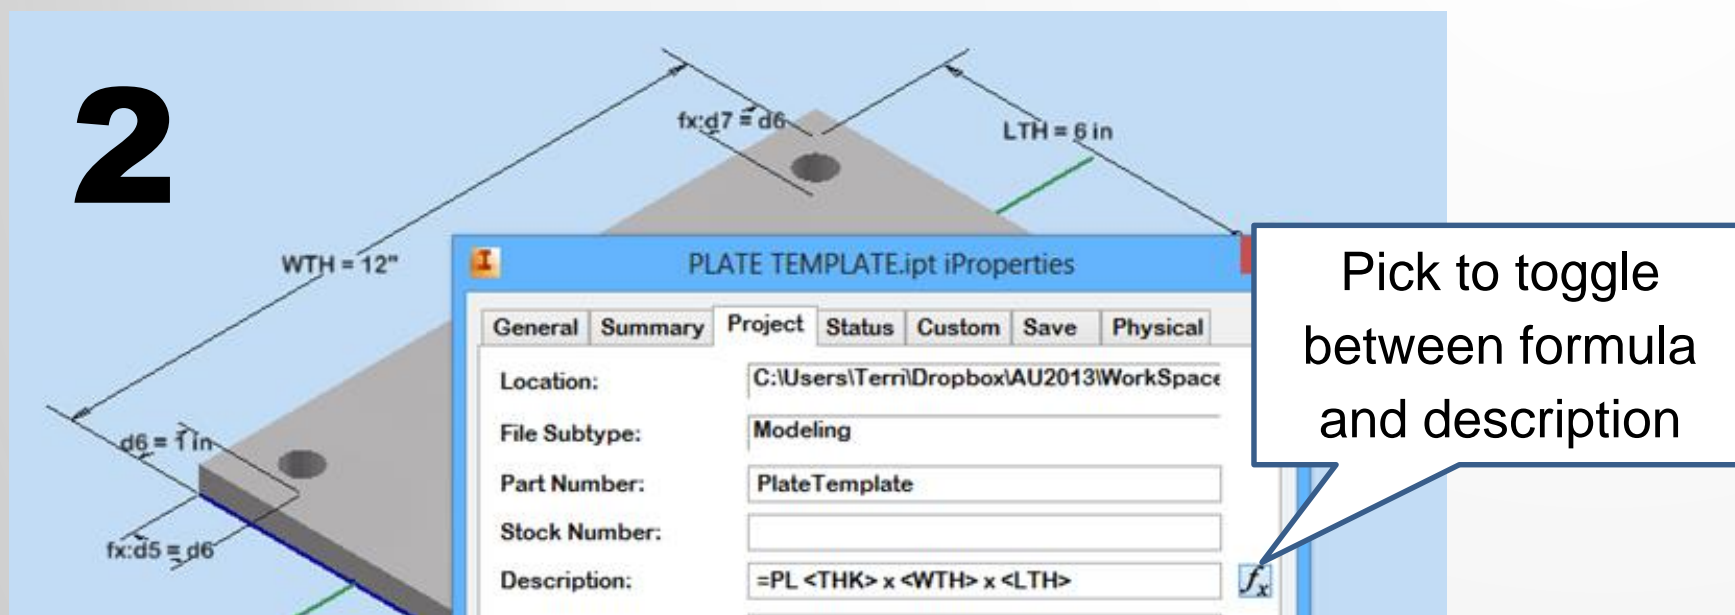 2
fx:d7 = d6
LTH = 6 in
WTH = 12"
d6 = 1 in
fx:d5 = d6
PLATE TEMPLATE.ipt iProperties
General Summary Project Status Custom Save Physical
Location: C:\Users\Terri\Dropbox\AU2013\WorkSpace
File Subtype: Modeling
Part Number: PlateTemplate
Stock Number:
Description: =PL <THK> x <WTH> x <LTH>
fx
Pick to toggle
between formula
and description